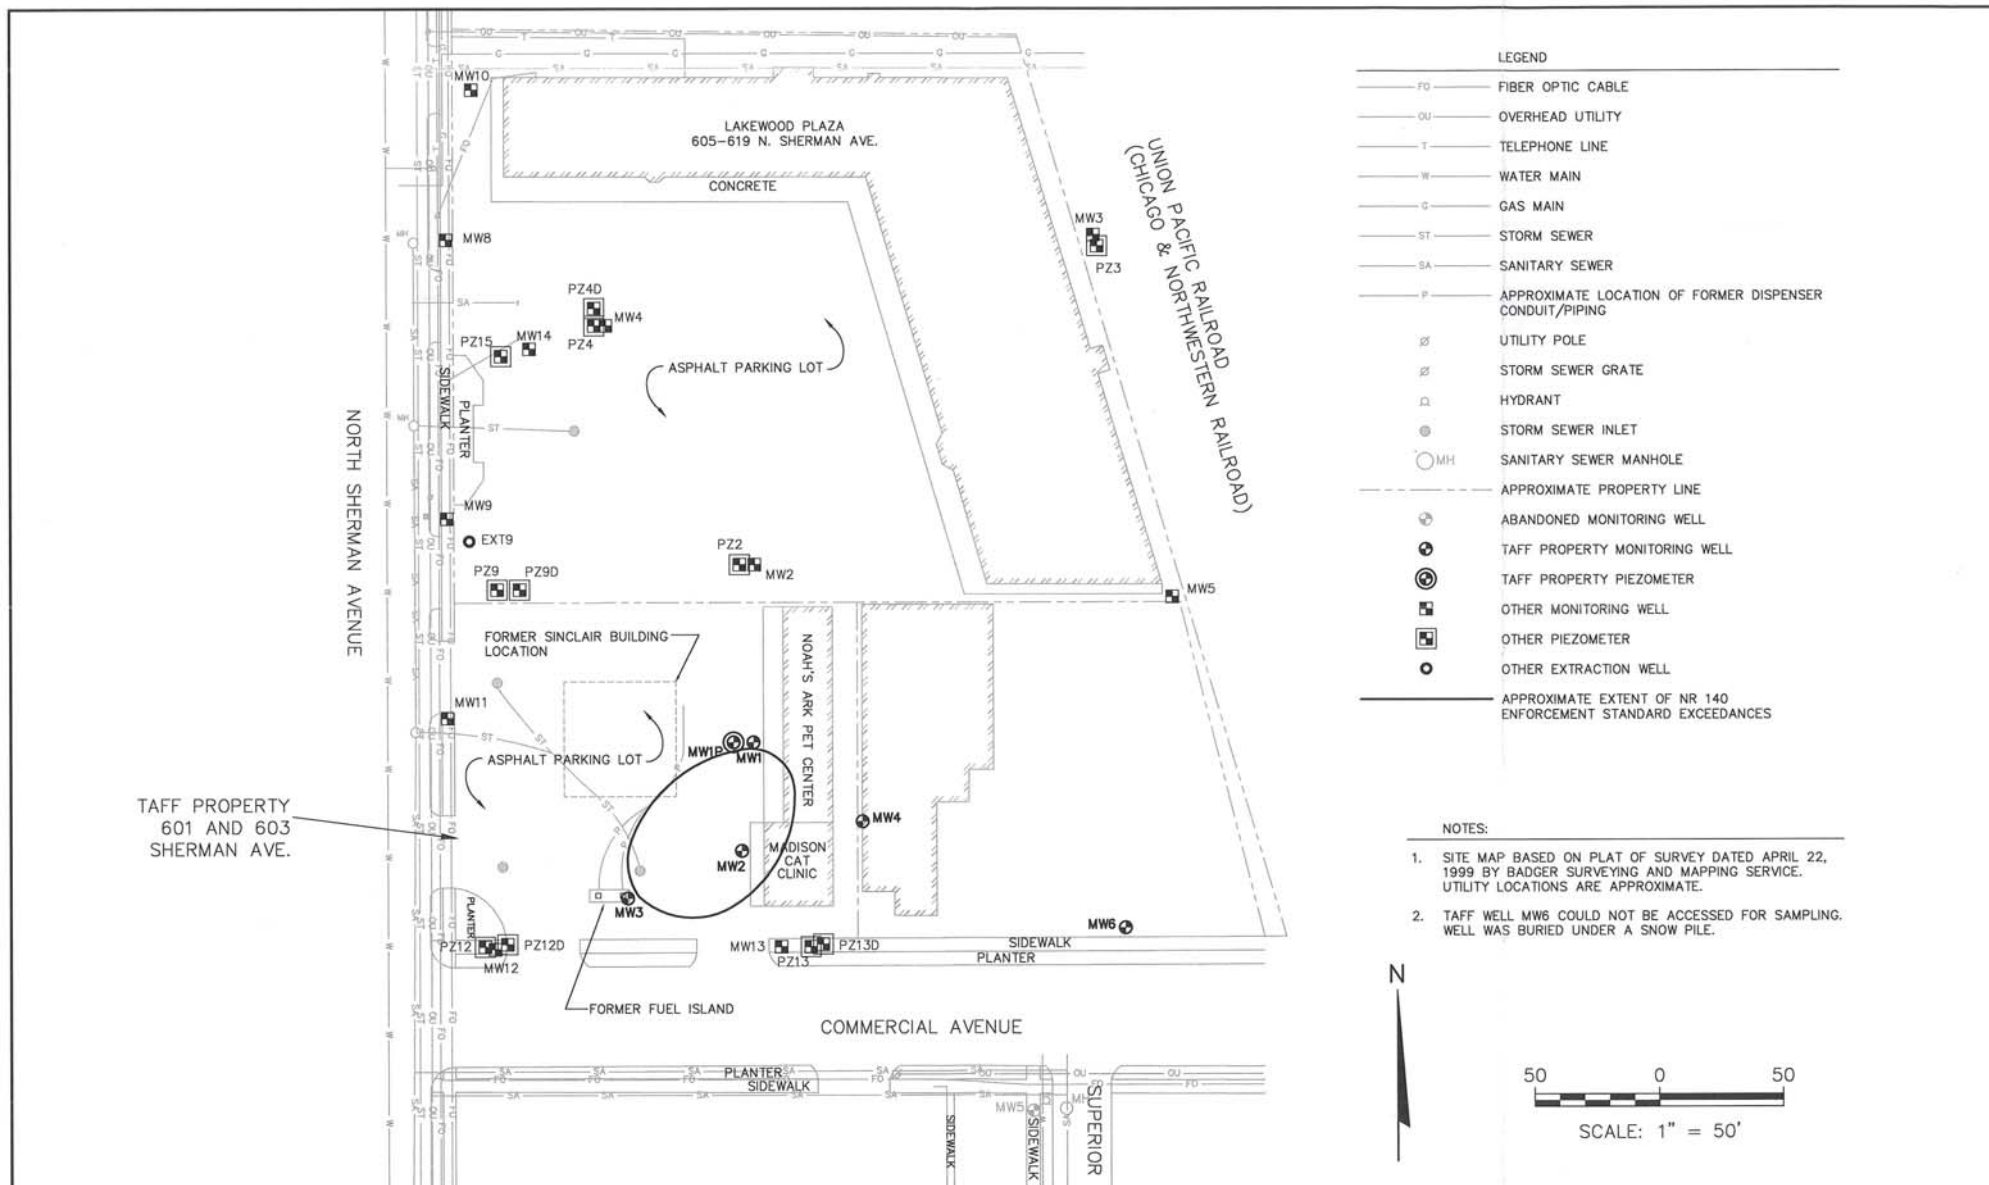 MW10
LAKEWOOD PLAZA
605-619 N. SHERMAN AVE.
CONCRETE
MW8
MW3
PZ3
UNION PACIFIC RAILROAD
(CHICAGO & NORTHWESTERN RAILROAD)
PZ4D
MW4
PZ4
PZ15
MW14
ASPHALT PARKING LOT
SIDEWALK
PLANTER
NORTH SHERMAN AVENUE
MW9
EXT9
PZ9
PZ9D
PZ2
MW2
MW5
FORMER SINCLAIR BUILDING
LOCATION
NOAH'S ARK PET CENTER
MW11
ASPHALT PARKING LOT
MW1P
MW1
TAFF PROPERTY
601 AND 603
SHERMAN AVE.
MW4
MW2
MADISON
CAT
CLINIC
MW3
PLANTER
PZ12
PZ12D
MW12
MW13
PZ13
PZ13D
MW6
SIDEWALK
PLANTER
FORMER FUEL ISLAND
COMMERCIAL AVENUE
PLANTER
SIDEWALK
MW5
MH
SIDEWALK
SIDEWALK
SUPERIOR
LEGEND
FO FIBER OPTIC CABLE
OU OVERHEAD UTILITY
T TELEPHONE LINE
W WATER MAIN
G GAS MAIN
ST STORM SEWER
SA SANITARY SEWER
P APPROXIMATE LOCATION OF FORMER DISPENSER
CONDUIT/PIPING
UTILITY POLE
STORM SEWER GRATE
HYDRANT
STORM SEWER INLET
MH SANITARY SEWER MANHOLE
APPROXIMATE PROPERTY LINE
ABANDONED MONITORING WELL
TAFF PROPERTY MONITORING WELL
TAFF PROPERTY PIEZOMETER
OTHER MONITORING WELL
OTHER PIEZOMETER
OTHER EXTRACTION WELL
APPROXIMATE EXTENT OF NR 140
ENFORCEMENT STANDARD EXCEEDANCES
NOTES:
1. SITE MAP BASED ON PLAT OF SURVEY DATED APRIL 22,
1999 BY BADGER SURVEYING AND MAPPING SERVICE.
UTILITY LOCATIONS ARE APPROXIMATE.
2. TAFF WELL MW6 COULD NOT BE ACCESSED FOR SAMPLING.
WELL WAS BURIED UNDER A SNOW PILE.
N
50 0 50
SCALE: 1" = 50'